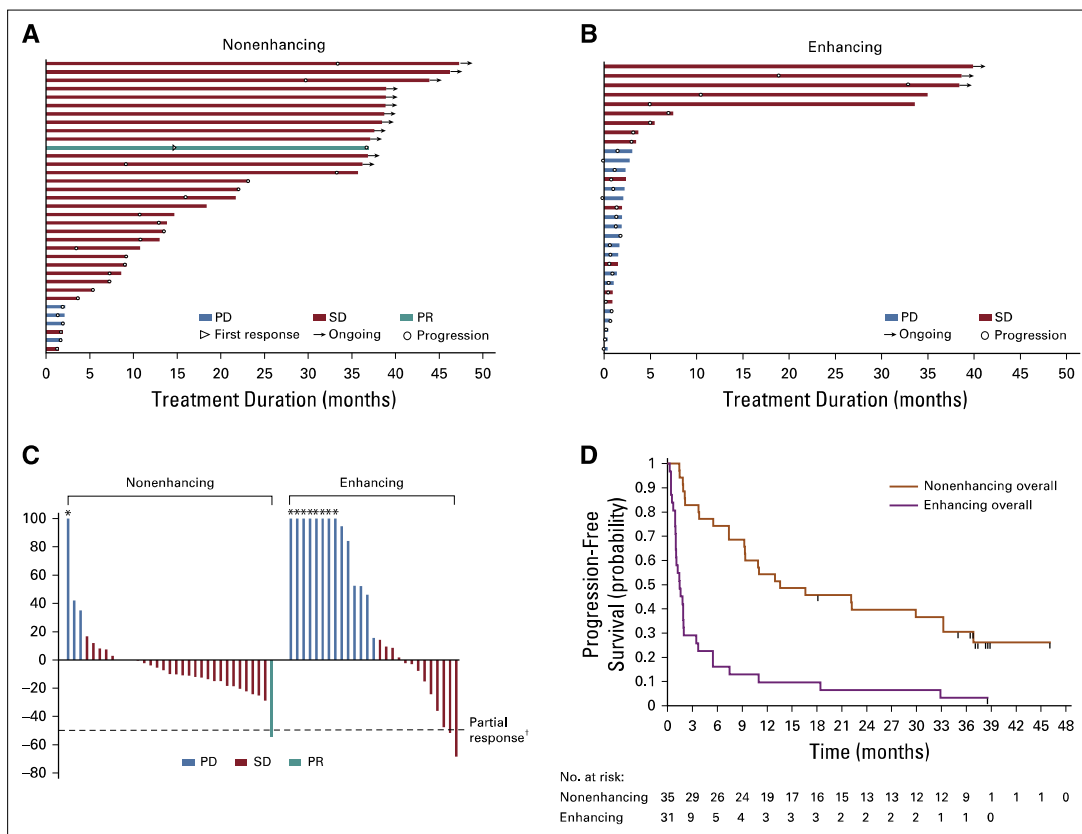 A
Nonenhancing
PD
SD
PR
First response
Ongoing
Progression
0 5 10 15 20 25 30 35 40 45 50
Treatment Duration (months)
B
Enhancing
PD
SD
Ongoing
Progression
0 5 10 15 20 25 30 35 40 45 50
Treatment Duration (months)
C
Nonenhancing
Enhancing
*
********
100
80
60
40
20
0
–20
–40
–60
–80
Partial
response†
PD
SD
PR
D
Progression-Free
Survival (probability)
1
0.9
0.8
0.7
0.6
0.5
0.4
0.3
0.2
0.1
Nonenhancing overall
Enhancing overall
0 3 6 9 12 15 18 21 24 27 30 33 36 39 42 45 48
Time (months)
No. at risk:
Nonenhancing 35 29 26 24 19 17 16 15 13 13 12 12 9 1 1 1 0
Enhancing 31 9 5 4 3 3 3 2 2 2 2 1 1 0